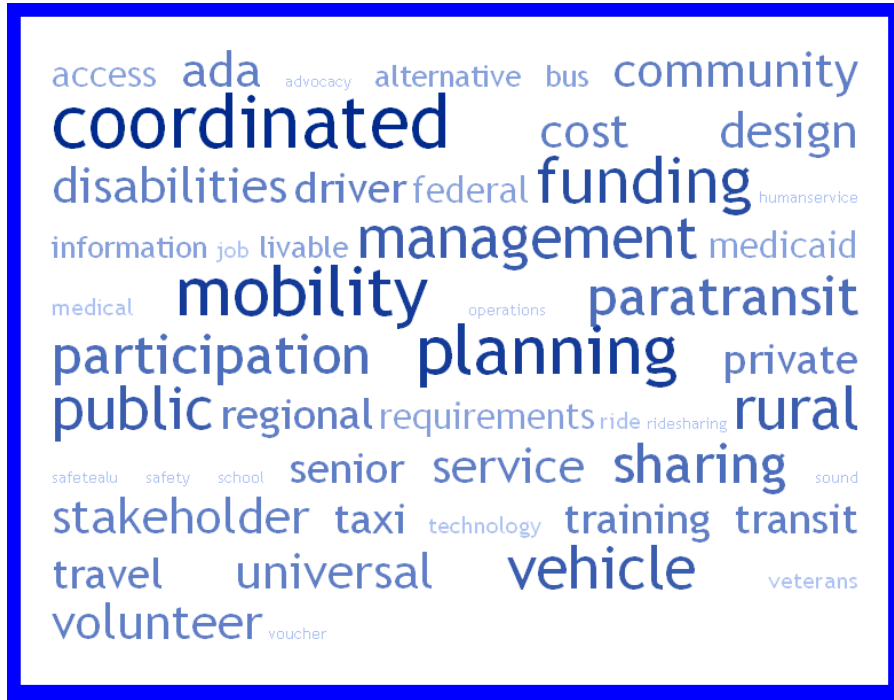 access ada advocacy alternative bus community
coordinated cost design
disabilities driver federal funding humanservice
information job livable management medicaid
medical mobility operations paratransit
participation planning private
public regional requirements ride ridesharing rural
safetealu safety school senior service sharing sound
stakeholder taxi technology training transit
travel universal vehicle veterans
volunteer voucher